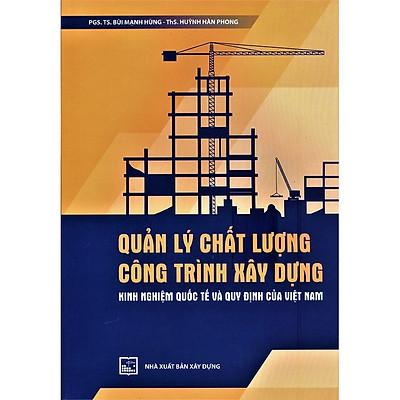 PGS. TS. BÙI MẠNH HÙNG - ThS. HUỲNH HÀN PHONG
QUẢN LÝ CHẤT LƯỢNG
CÔNG TRÌNH XÂY DỰNG
KINH NGHIỆM QUỐC TẾ VÀ QUY ĐỊNH CỦA VIỆT NAM
NHÀ XUẤT BẢN XÂY DỰNG